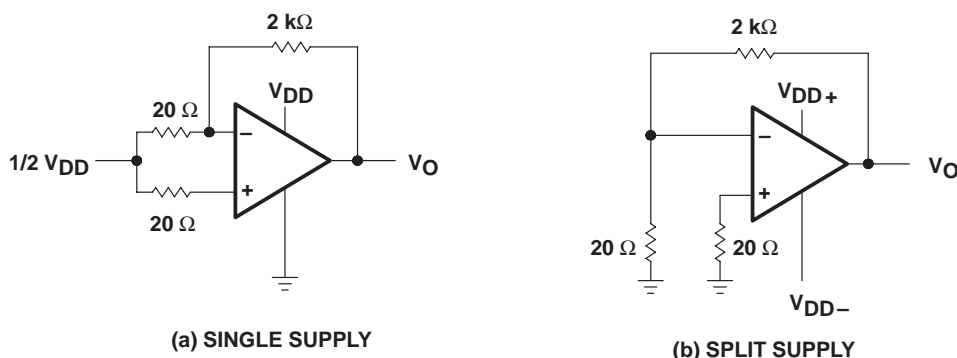 2 kΩ
VDD
20 Ω
−
1/2 VDD
VO
+
20 Ω
(a) SINGLE SUPPLY
2 kΩ
VDD+
−
VO
+
20 Ω
20 Ω
VDD−
(b) SPLIT SUPPLY